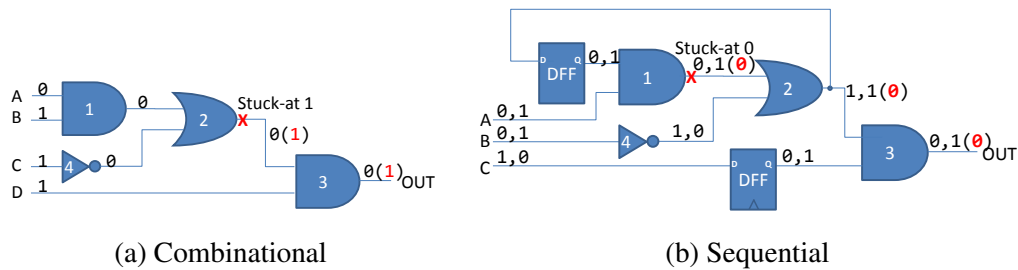 Stuck-at 0
D Q 0,1
DFF
1
0,1(0)
X
2
1,1(0)
A 0
B 1
1
0
2
Stuck-at 1
X
0(1)
C 1
4
0
D 1
3
0(1)
OUT
A 0,1
B 0,1
4
1,0
C 1,0
D Q 0,1
DFF
3
0,1(0)
OUT
(a) Combinational
(b) Sequential